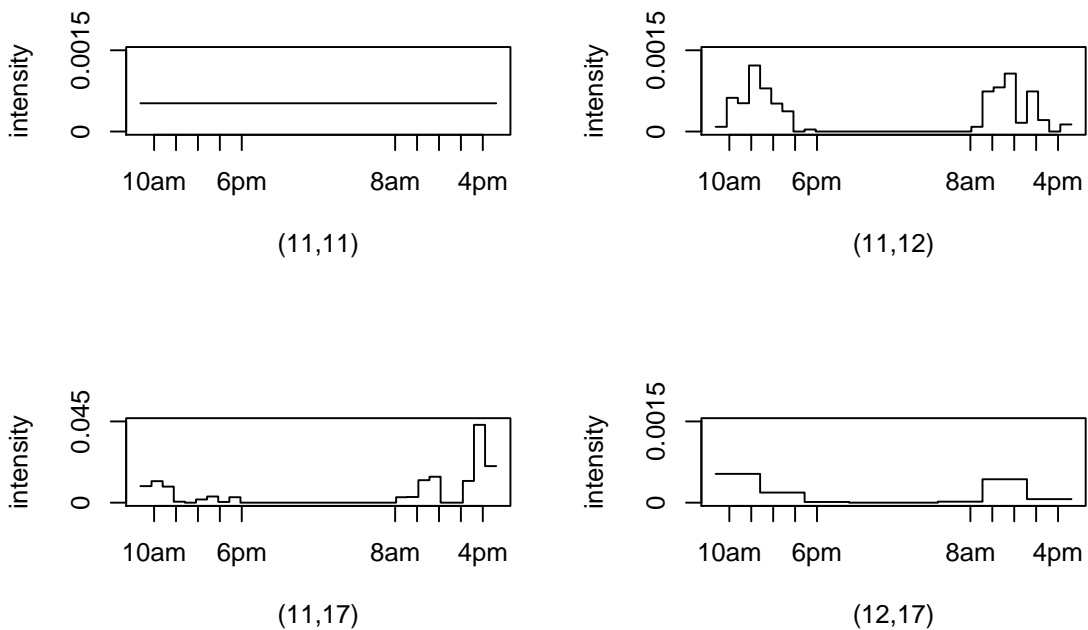 intensity
0 0.0015
10am 6pm 8am 4pm
(11,11)
intensity
0 0.0015
10am 6pm 8am 4pm
(11,12)
intensity
0 0.045
10am 6pm 8am 4pm
(11,17)
intensity
0 0.0015
10am 6pm 8am 4pm
(12,17)